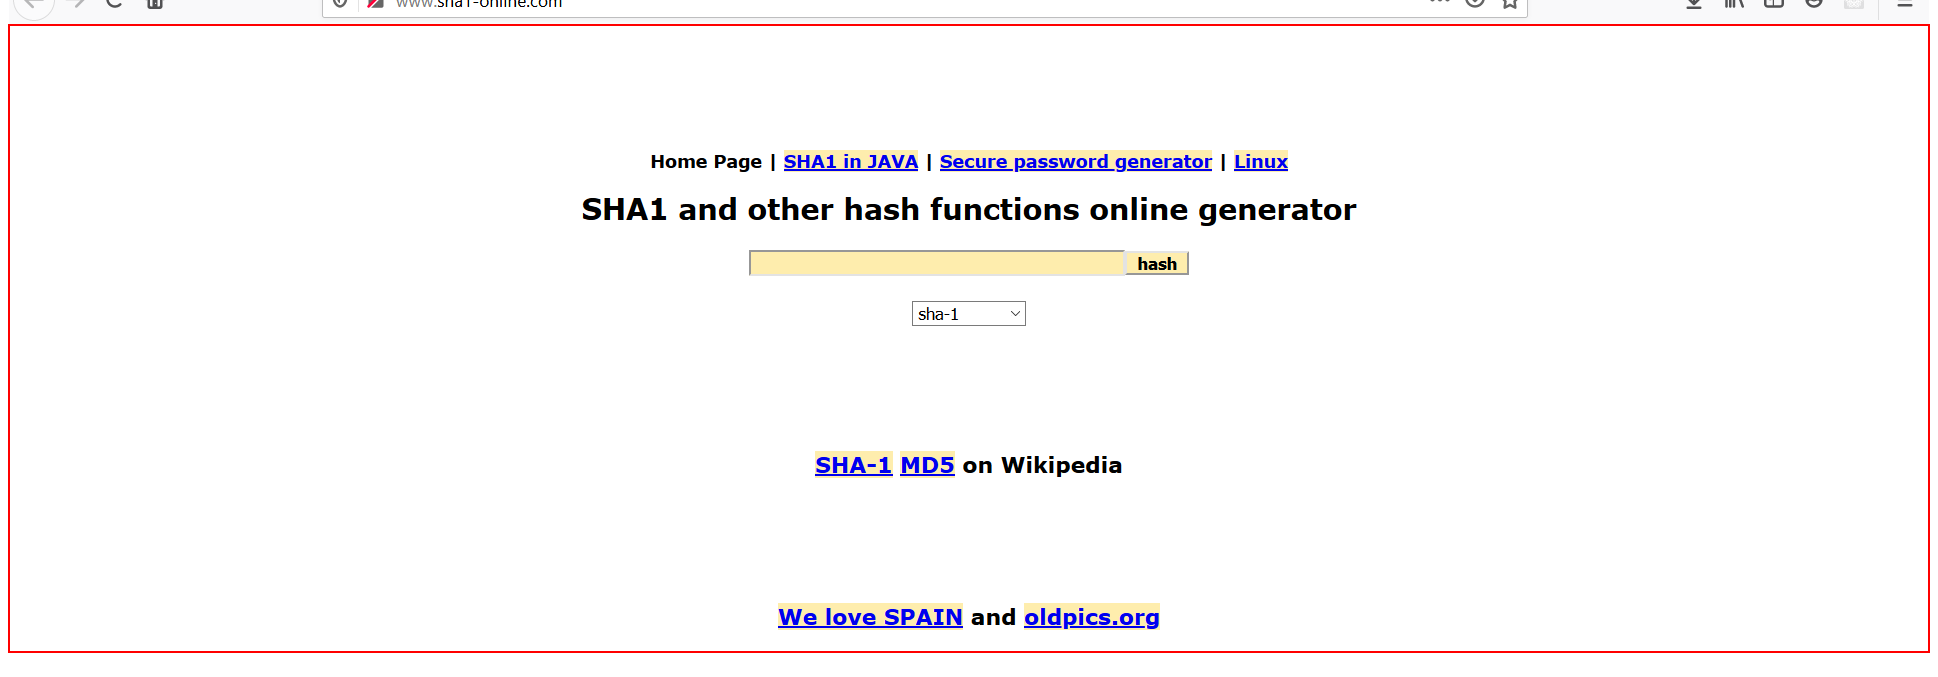 www.sha1-online.com
Home Page | SHA1 in JAVA | Secure password generator | Linux
SHA1 and other hash functions online generator
hash
sha-1
SHA-1 MD5 on Wikipedia
We love SPAIN and oldpics.org